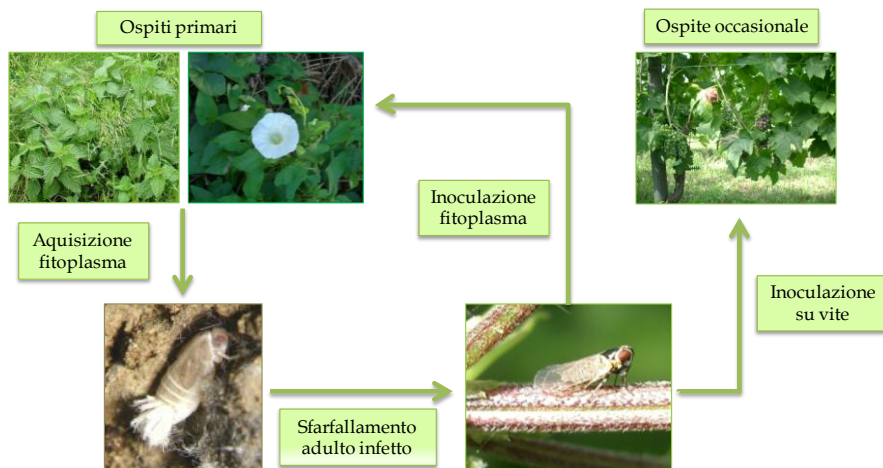 Ospiti primari
Ospite occasionale
Aquisizione
fitoplasma
Inoculazione
fitoplasma
Inoculazione
su vite
Sfarfallamento
adulto infetto